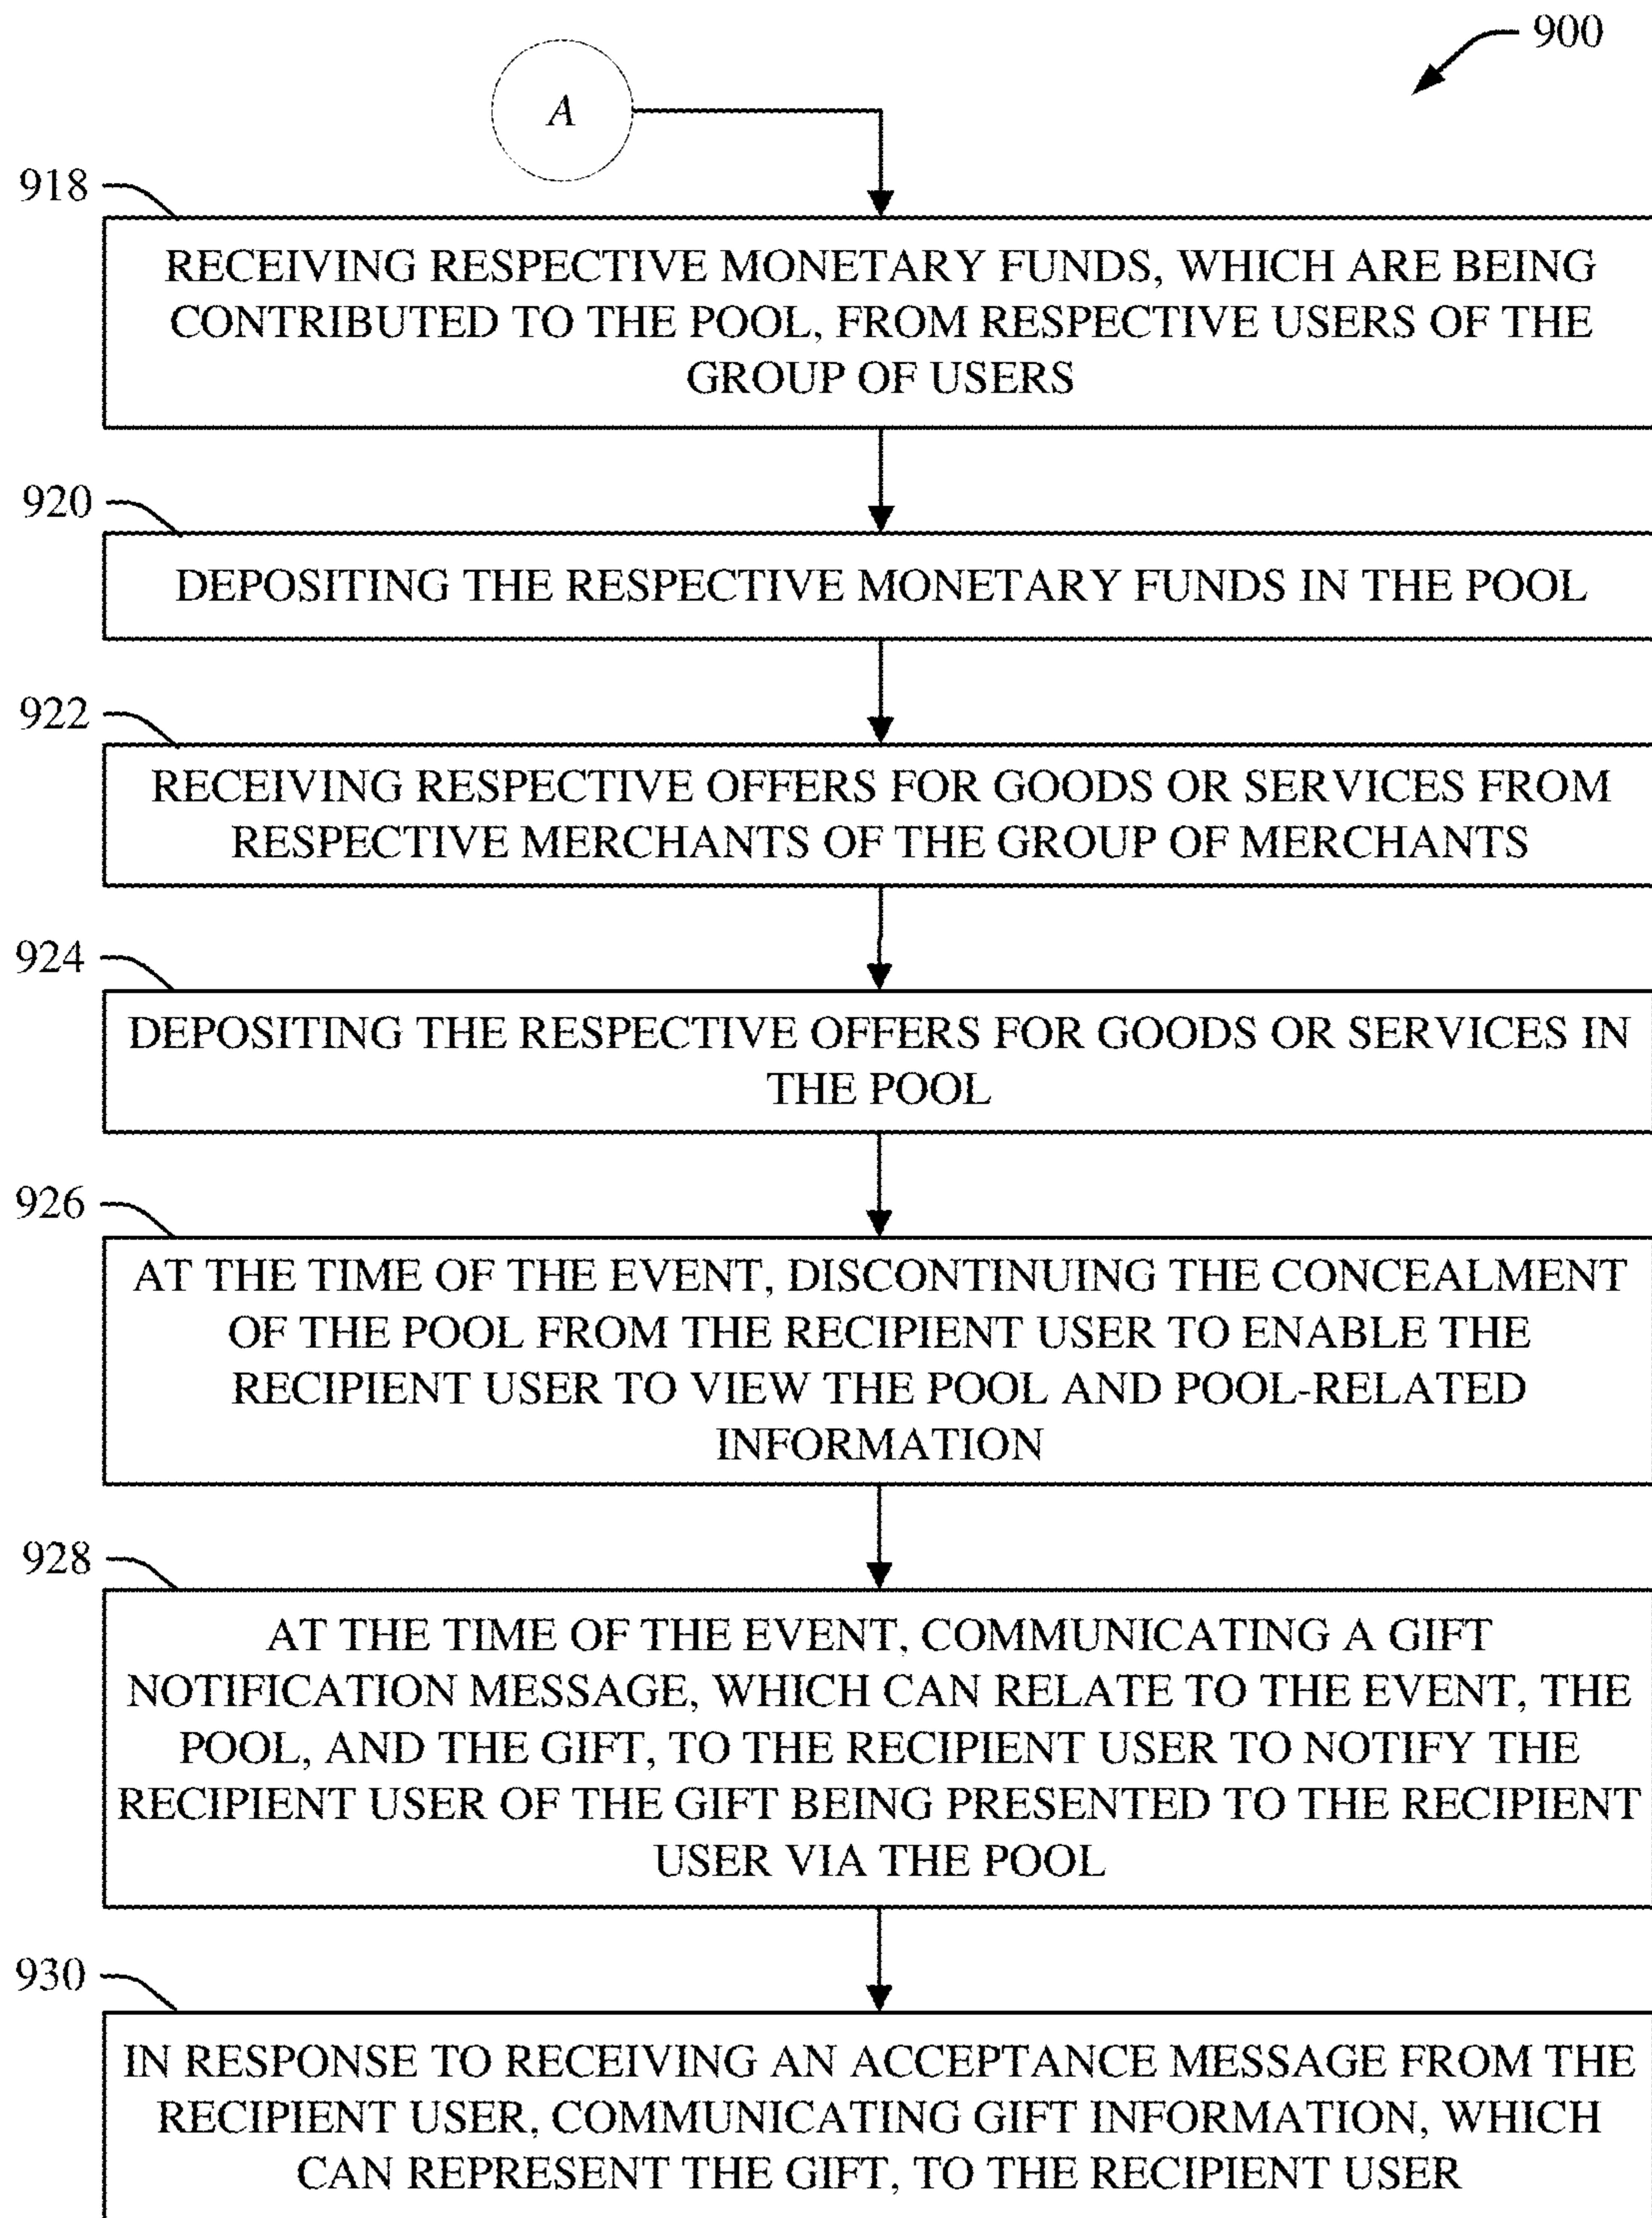 900
A
918
RECEIVING RESPECTIVE MONETARY FUNDS, WHICH ARE BEING
CONTRIBUTED TO THE POOL, FROM RESPECTIVE USERS OF THE
GROUP OF USERS
920
DEPOSITING THE RESPECTIVE MONETARY FUNDS IN THE POOL
922
RECEIVING RESPECTIVE OFFERS FOR GOODS OR SERVICES FROM
RESPECTIVE MERCHANTS OF THE GROUP OF MERCHANTS
924
DEPOSITING THE RESPECTIVE OFFERS FOR GOODS OR SERVICES IN
THE POOL
926
AT THE TIME OF THE EVENT, DISCONTINUING THE CONCEALMENT
OF THE POOL FROM THE RECIPIENT USER TO ENABLE THE
RECIPIENT USER TO VIEW THE POOL AND POOL-RELATED
INFORMATION
928
AT THE TIME OF THE EVENT, COMMUNICATING A GIFT
NOTIFICATION MESSAGE, WHICH CAN RELATE TO THE EVENT, THE
POOL, AND THE GIFT, TO THE RECIPIENT USER TO NOTIFY THE
RECIPIENT USER OF THE GIFT BEING PRESENTED TO THE RECIPIENT
USER VIA THE POOL
930
IN RESPONSE TO RECEIVING AN ACCEPTANCE MESSAGE FROM THE
RECIPIENT USER, COMMUNICATING GIFT INFORMATION, WHICH
CAN REPRESENT THE GIFT, TO THE RECIPIENT USER